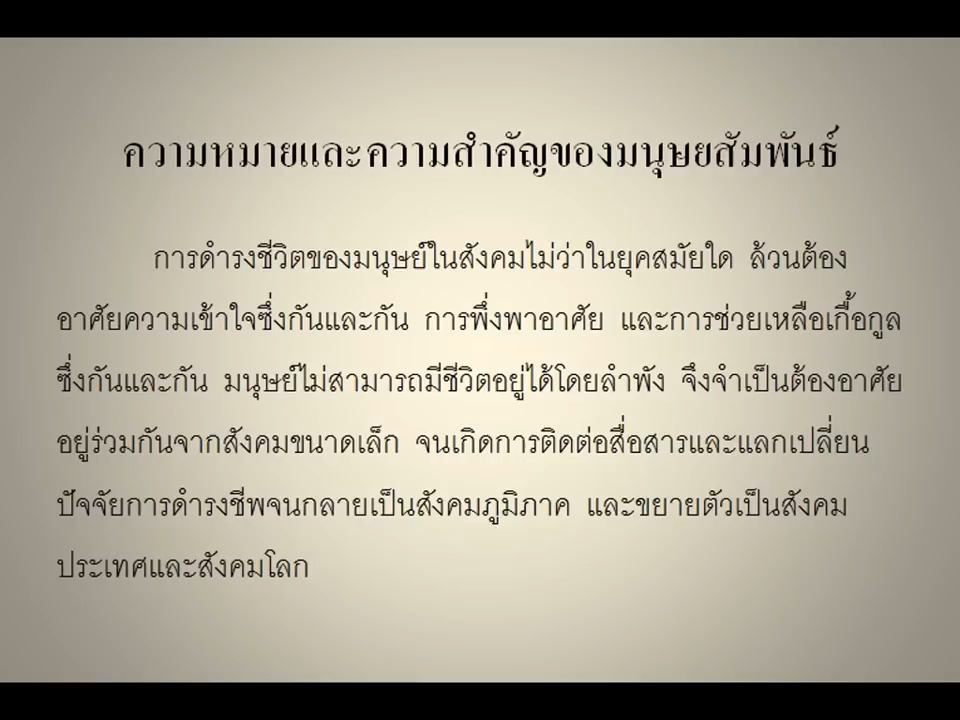 ความหมายและความสำคัญของมนุษยสัมพันธ์
การดำรงชีวิตของมนุษย์ในสังคมไม่ว่าในยุคสมัยใด ล้วนต้อง
อาศัยความเข้าใจซึ่งกันและกัน การพึ่งพาอาศัย และการช่วยเหลือเกื้อกูล
ซึ่งกันและกัน มนุษย์ไม่สามารถมีชีวิตอยู่ได้โดยลำพัง จึงจำเป็นต้องอาศัย
อยู่ร่วมกันจากสังคมขนาดเล็ก จนเกิดการติดต่อสื่อสารและแลกเปลี่ยน
ปัจจัยการดำรงชีพจนกลายเป็นสังคมภูมิภาค และขยายตัวเป็นสังคม
ประเทศและสังคมโลก